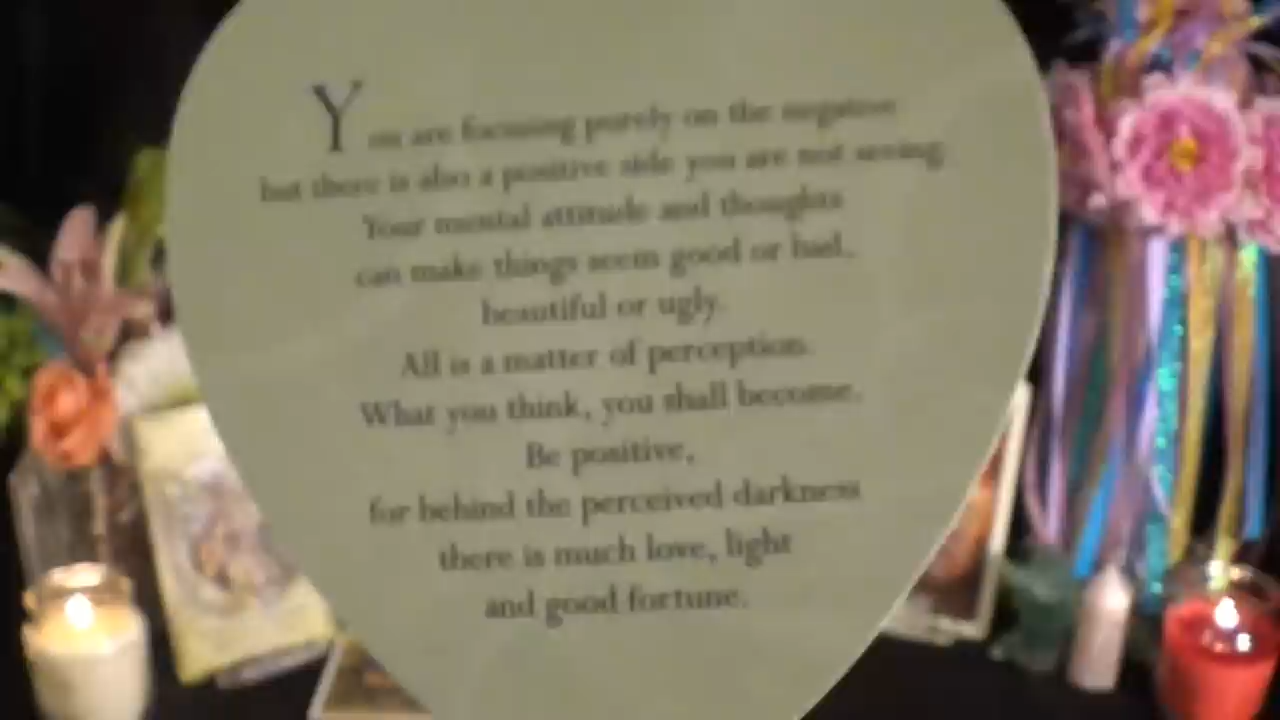 You are focusing purely on the negative
but there is also a positive side you are not seeing.
Your mental attitude and thoughts
can make things seem good or bad,
beautiful or ugly.
All is a matter of perception.
What you think, you shall become.
Be positive,
for behind the perceived darkness
there is much love, light
and good fortune.